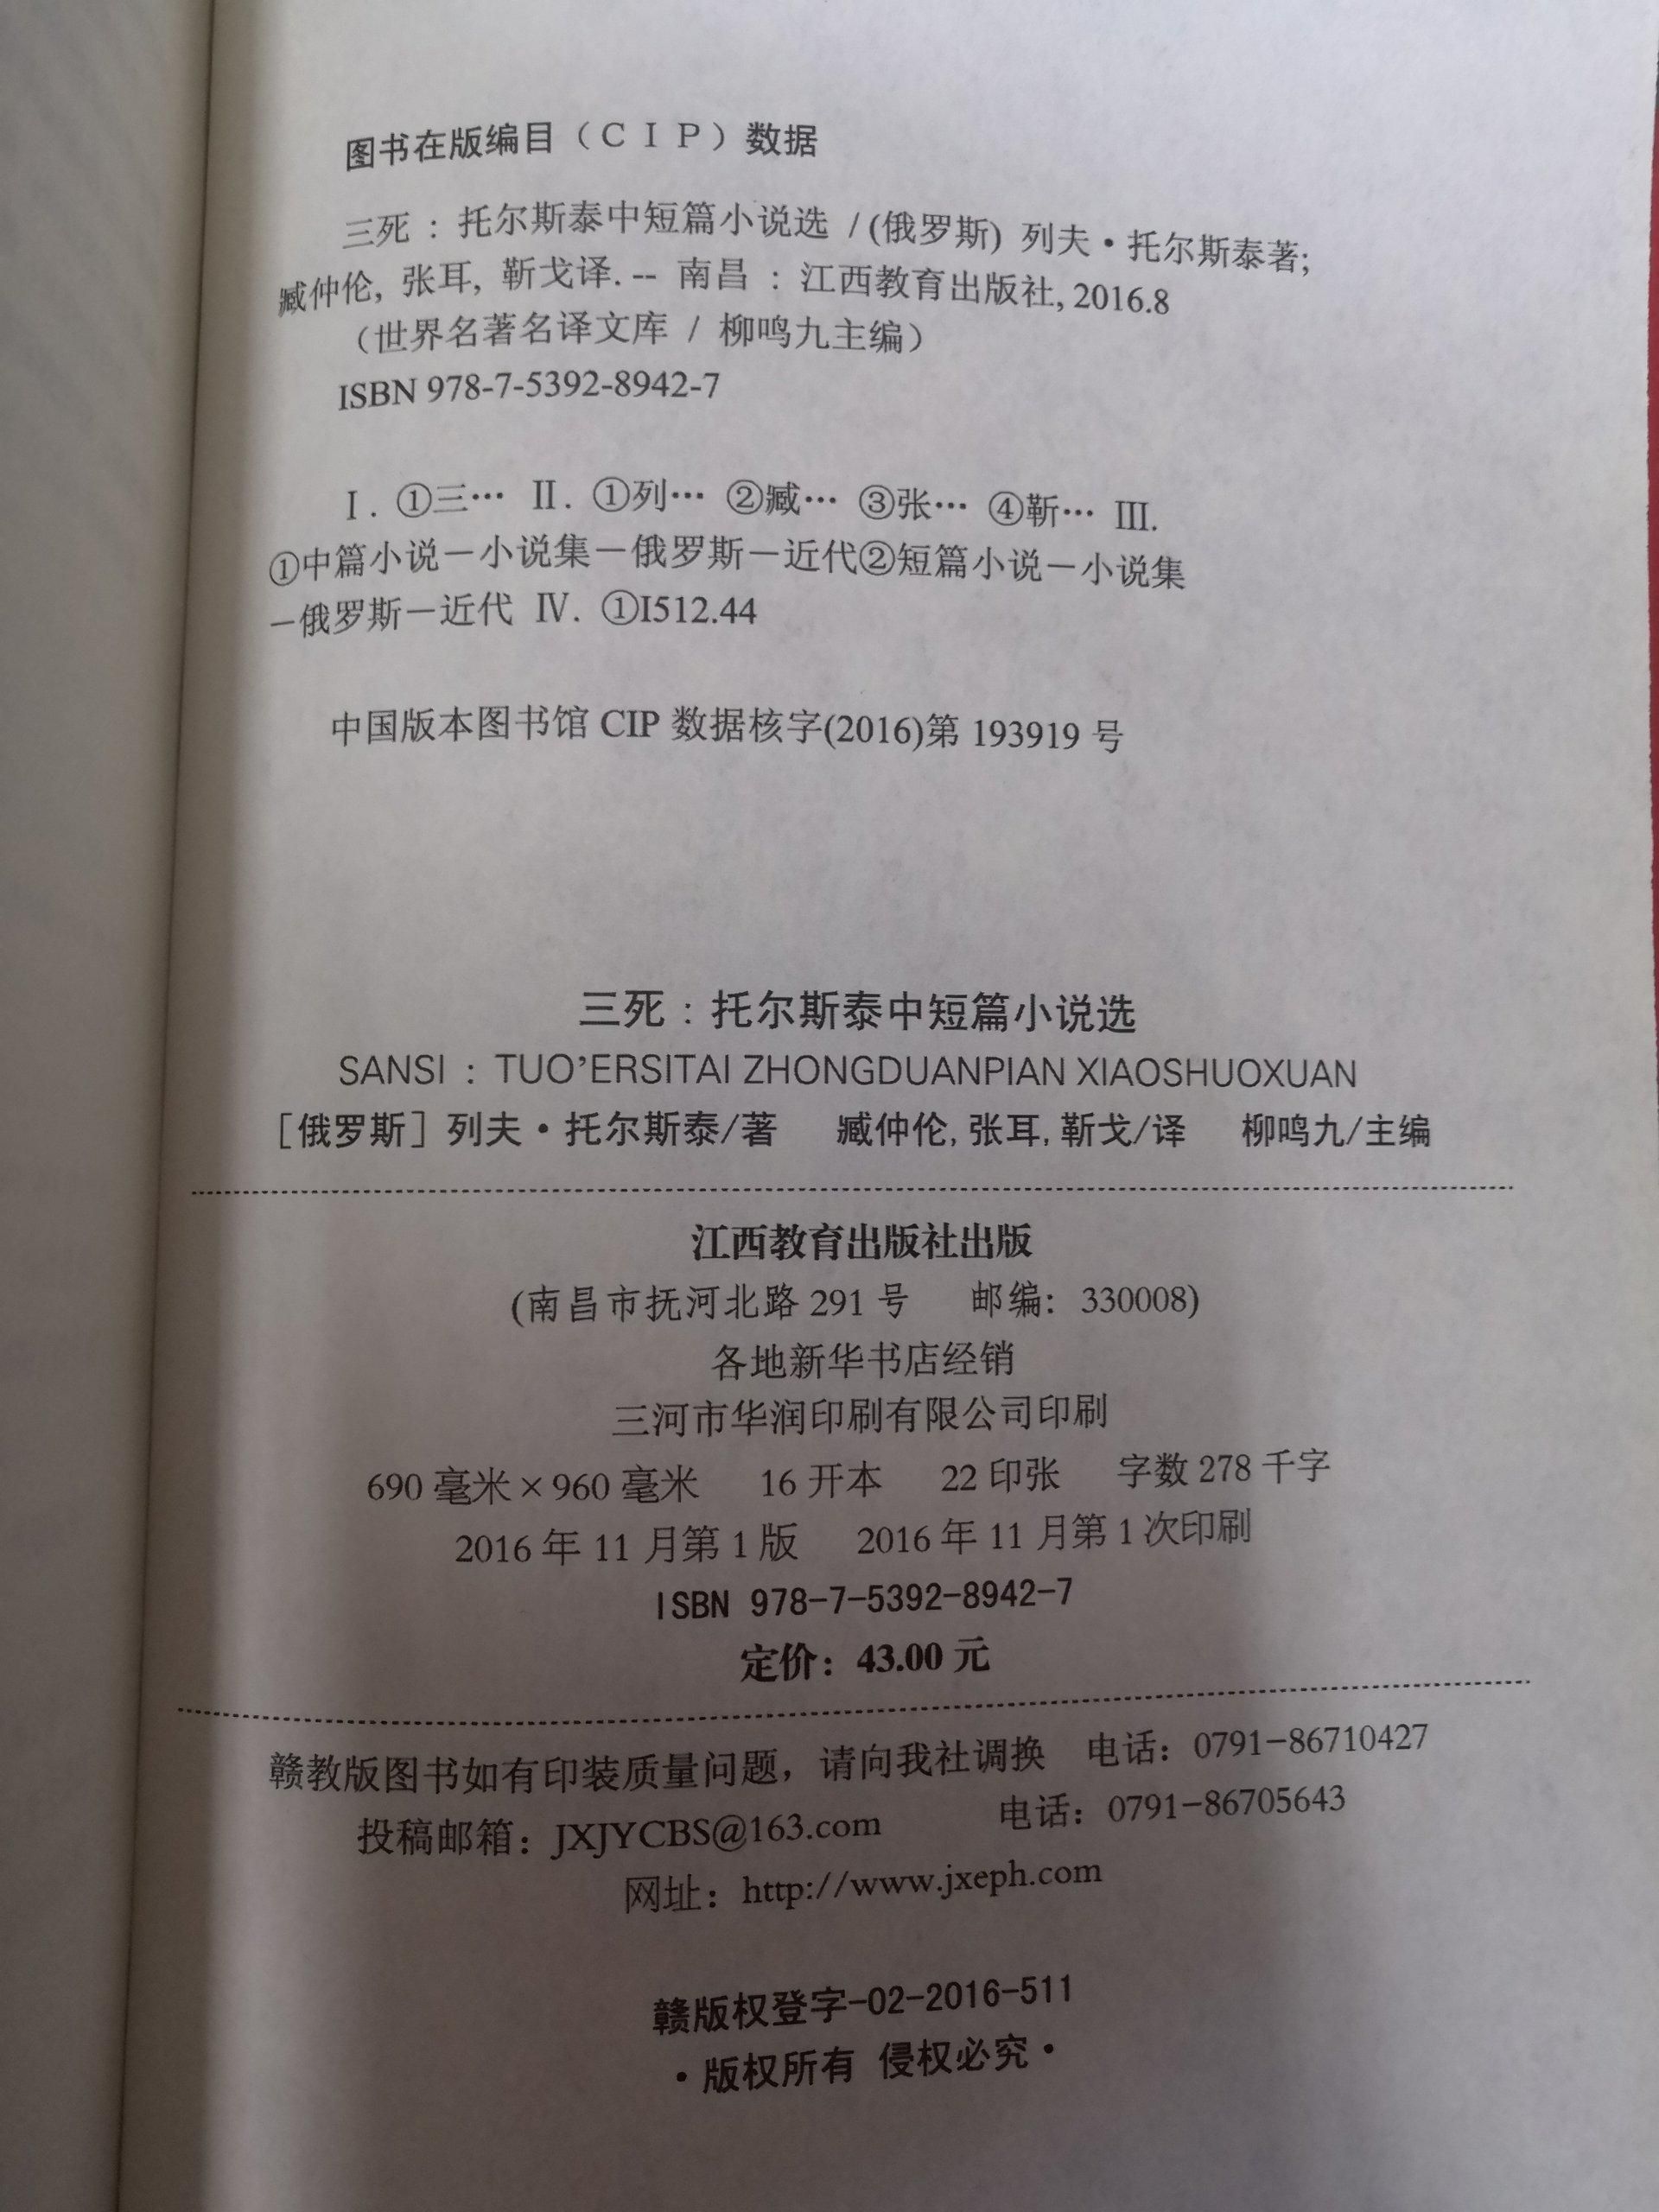 图书在版编目（CIP）数据
三死：托尔斯泰中短篇小说选 / (俄罗斯) 列夫·托尔斯泰著;
臧仲伦, 张耳, 靳戈译. -- 南昌：江西教育出版社, 2016.8
（世界名著名译文库 / 柳鸣九主编）
ISBN 978-7-5392-8942-7
Ⅰ. ①三… Ⅱ. ①列… ②臧… ③张… ④靳… Ⅲ.
①中篇小说－小说集－俄罗斯－近代②短篇小说－小说集
－俄罗斯－近代 Ⅳ. ①I512.44
中国版本图书馆 CIP 数据核字(2016)第 193919 号
三死：托尔斯泰中短篇小说选
SANSI：TUO'ERSITAI ZHONGDUANPIAN XIAOSHUOXUAN
［俄罗斯］列夫·托尔斯泰/著 臧仲伦, 张耳, 靳戈/译 柳鸣九/主编
江西教育出版社出版
(南昌市抚河北路 291 号 邮编：330008)
各地新华书店经销
三河市华润印刷有限公司印刷
690 毫米×960 毫米 16 开本 22 印张 字数 278 千字
2016 年 11 月第 1 版 2016 年 11 月第 1 次印刷
ISBN 978-7-5392-8942-7
定价：43.00 元
赣教版图书如有印装质量问题，请向我社调换 电话：0791-86710427
投稿邮箱：JXJYCBS@163.com 电话：0791-86705643
网址：http://www.jxeph.com
赣版权登字-02-2016-511
·版权所有 侵权必究·